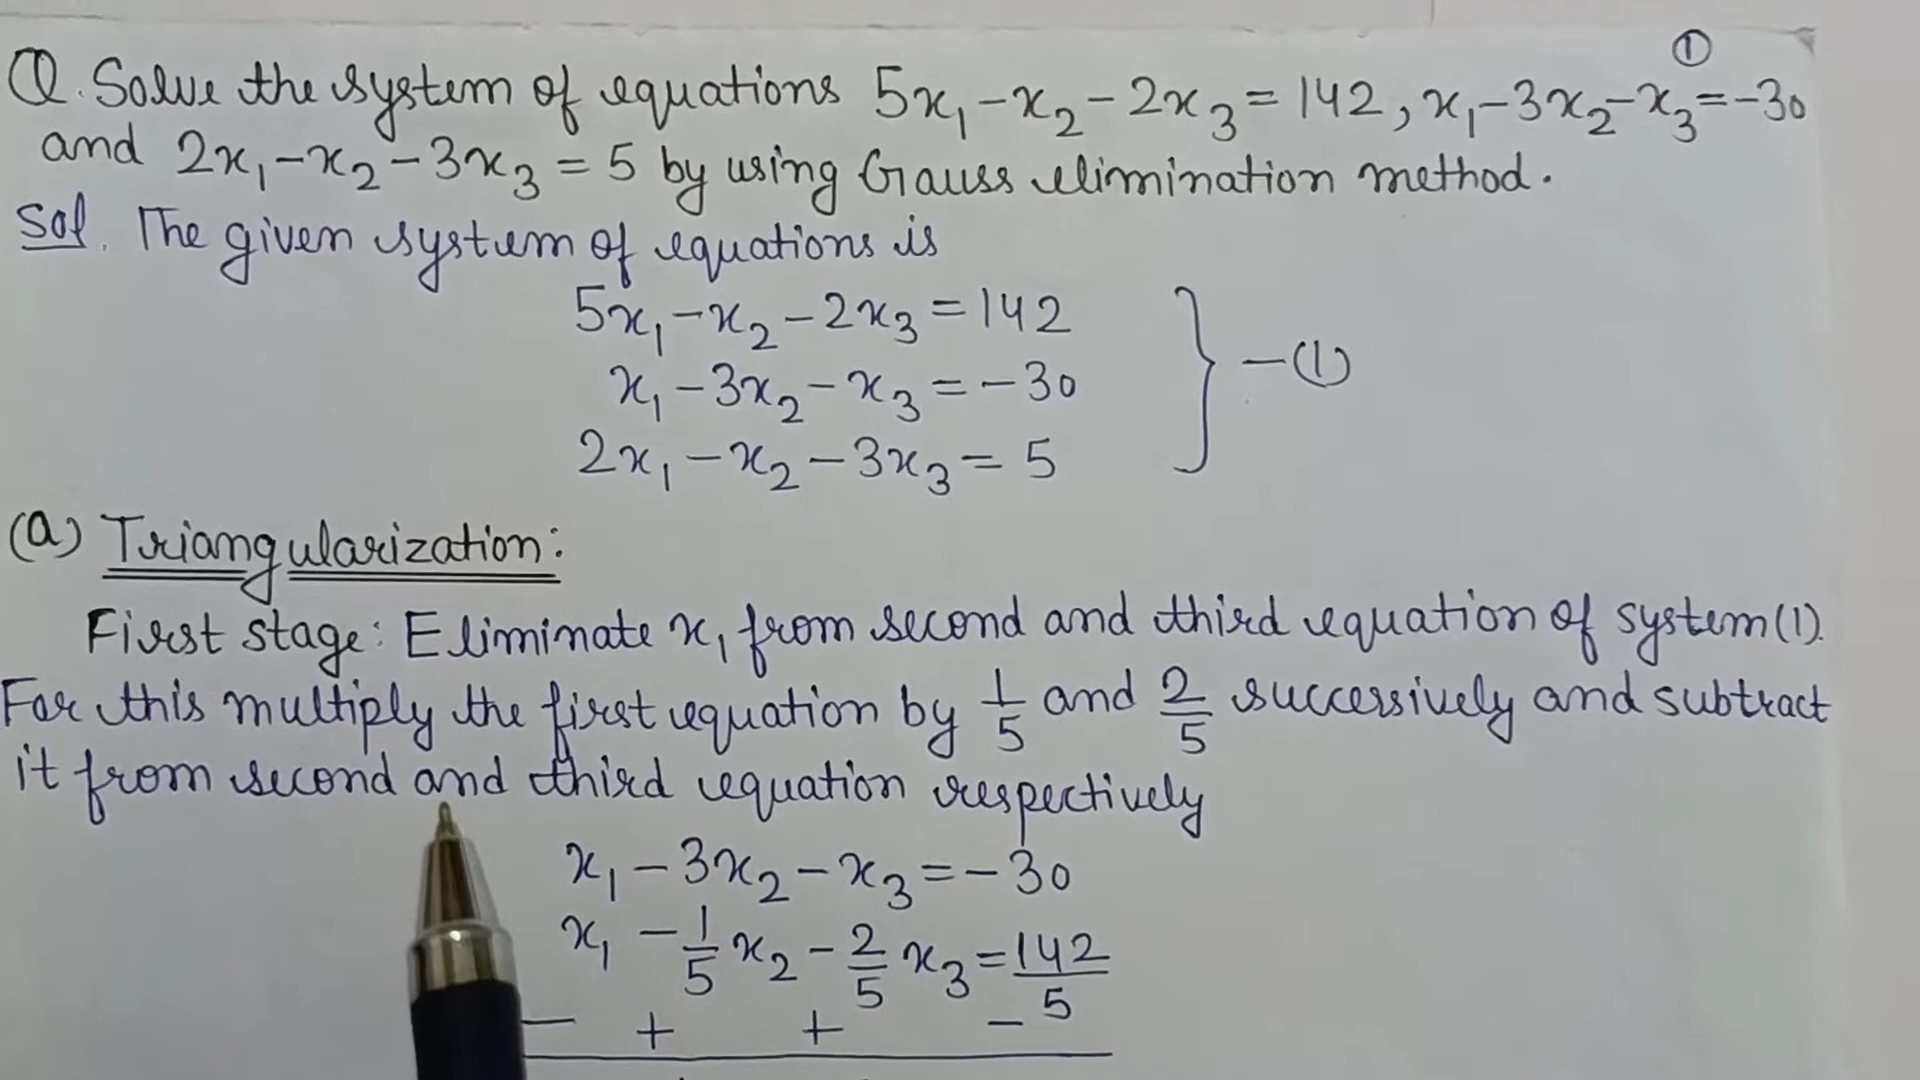 ①
Q. Solve the system of equations 5x₁-x₂-2x₃=142, x₁-3x₂-x₃=-30
and 2x₁-x₂-3x₃=5 by using Gauss elimination method.
Sol. The given system of equations is
5x₁-x₂-2x₃=142
x₁-3x₂-x₃=-30 } -(1)
2x₁-x₂-3x₃=5
(a) Triangularization:
First stage: Eliminate x₁ from second and third equation of system (1).
For this multiply the first equation by 1/5 and 2/5 successively and subtract
it from second and third equation respectively
x₁-3x₂-x₃=-30
x₁-1/5x₂-2/5x₃=142/5
- + + -